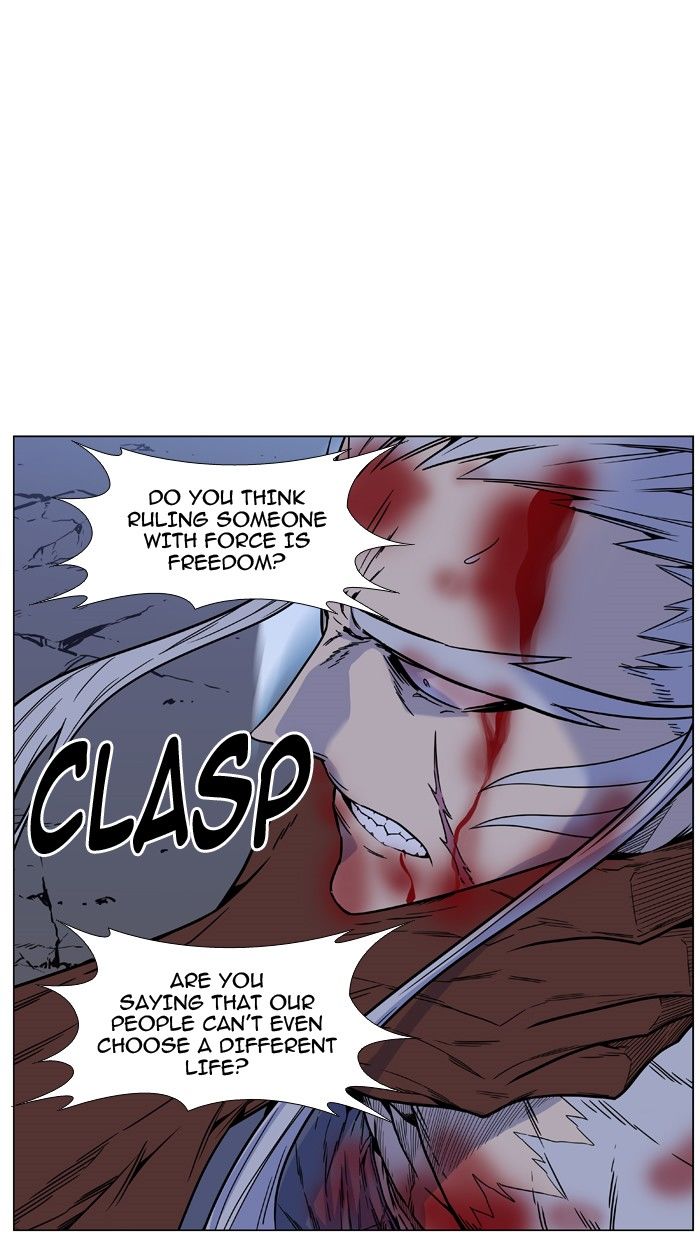 DO YOU THINK
RULING SOMEONE
WITH FORCE IS
FREEDOM?
CLASP
ARE YOU
SAYING THAT OUR
PEOPLE CAN'T EVEN
CHOOSE A DIFFERENT
LIFE?